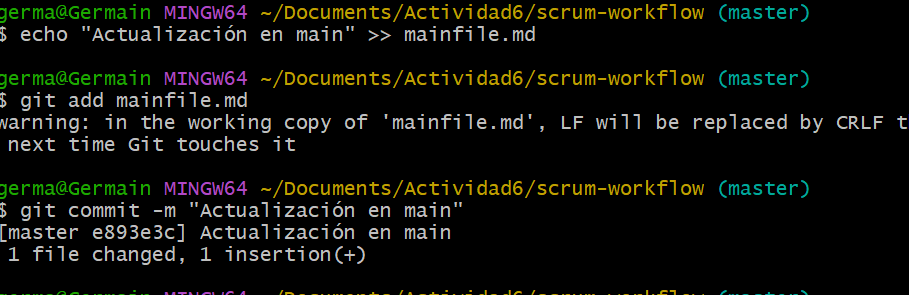 germa@Germain MINGW64 ~/Documents/Actividad6/scrum-workflow (master)
$ echo "Actualización en main" >> mainfile.md
germa@Germain MINGW64 ~/Documents/Actividad6/scrum-workflow (master)
$ git add mainfile.md
warning: in the working copy of 'mainfile.md', LF will be replaced by CRLF t
next time Git touches it
germa@Germain MINGW64 ~/Documents/Actividad6/scrum-workflow (master)
$ git commit -m "Actualización en main"
[master e893e3c] Actualización en main
1 file changed, 1 insertion(+)